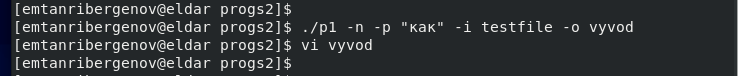 [emtanribergenov@eldar progs2]$
[emtanribergenov@eldar progs2]$ ./p1 -n -p "как" -i testfile -o vyvod
[emtanribergenov@eldar progs2]$ vi vyvod
[emtanribergenov@eldar progs2]$